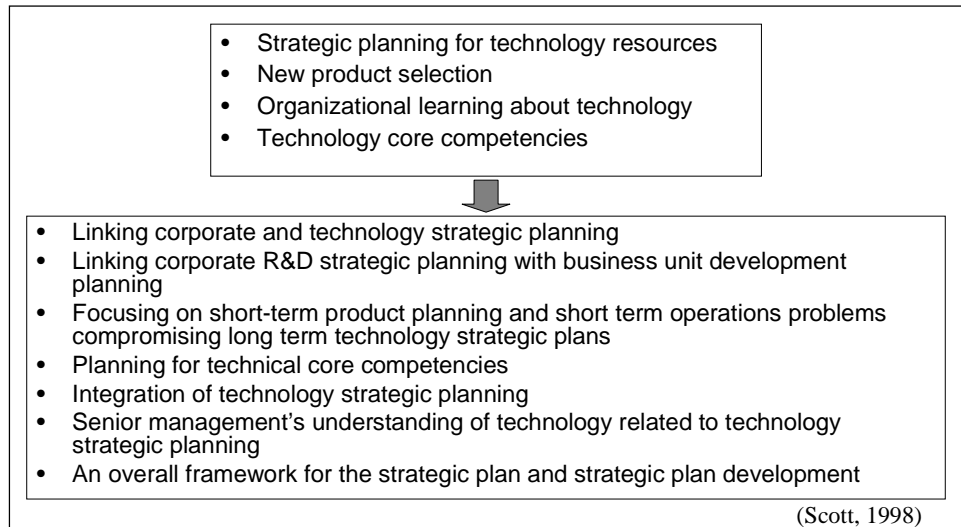 • Strategic planning for technology resources
• New product selection
• Organizational learning about technology
• Technology core competencies
• Linking corporate and technology strategic planning
• Linking corporate R&D strategic planning with business unit development
planning
• Focusing on short-term product planning and short term operations problems
compromising long term technology strategic plans
• Planning for technical core competencies
• Integration of technology strategic planning
• Senior management’s understanding of technology related to technology
strategic planning
• An overall framework for the strategic plan and strategic plan development
(Scott, 1998)